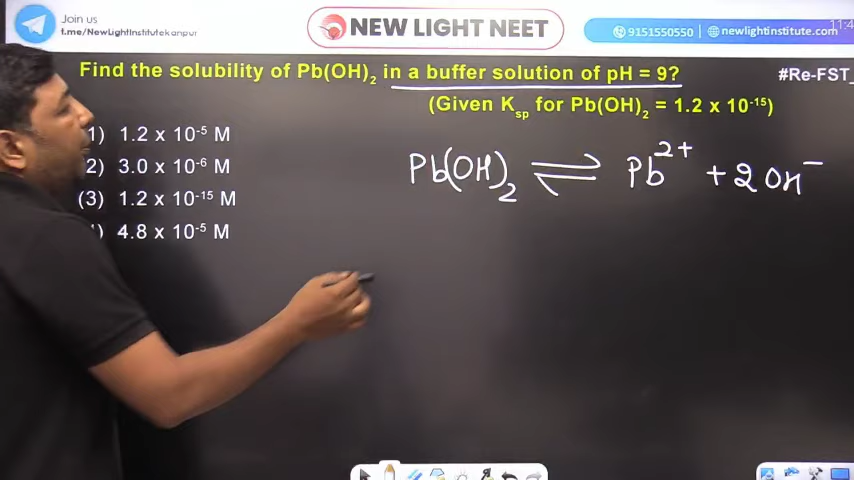 Join us
t.me/NewLightInstitutekanpur
NEW LIGHT NEET
9151550550 | newlightinstitute.com
11:4
Find the solubility of Pb(OH)₂ in a buffer solution of pH = 9?
#Re-FST_
(Given Kₛₚ for Pb(OH)₂ = 1.2 x 10⁻¹⁵)
1) 1.2 x 10⁻⁵ M
2) 3.0 x 10⁻⁶ M
(3) 1.2 x 10⁻¹⁵ M
) 4.8 x 10⁻⁵ M
Pb(OH)₂ ⇌ Pb²⁺ + 2OH⁻